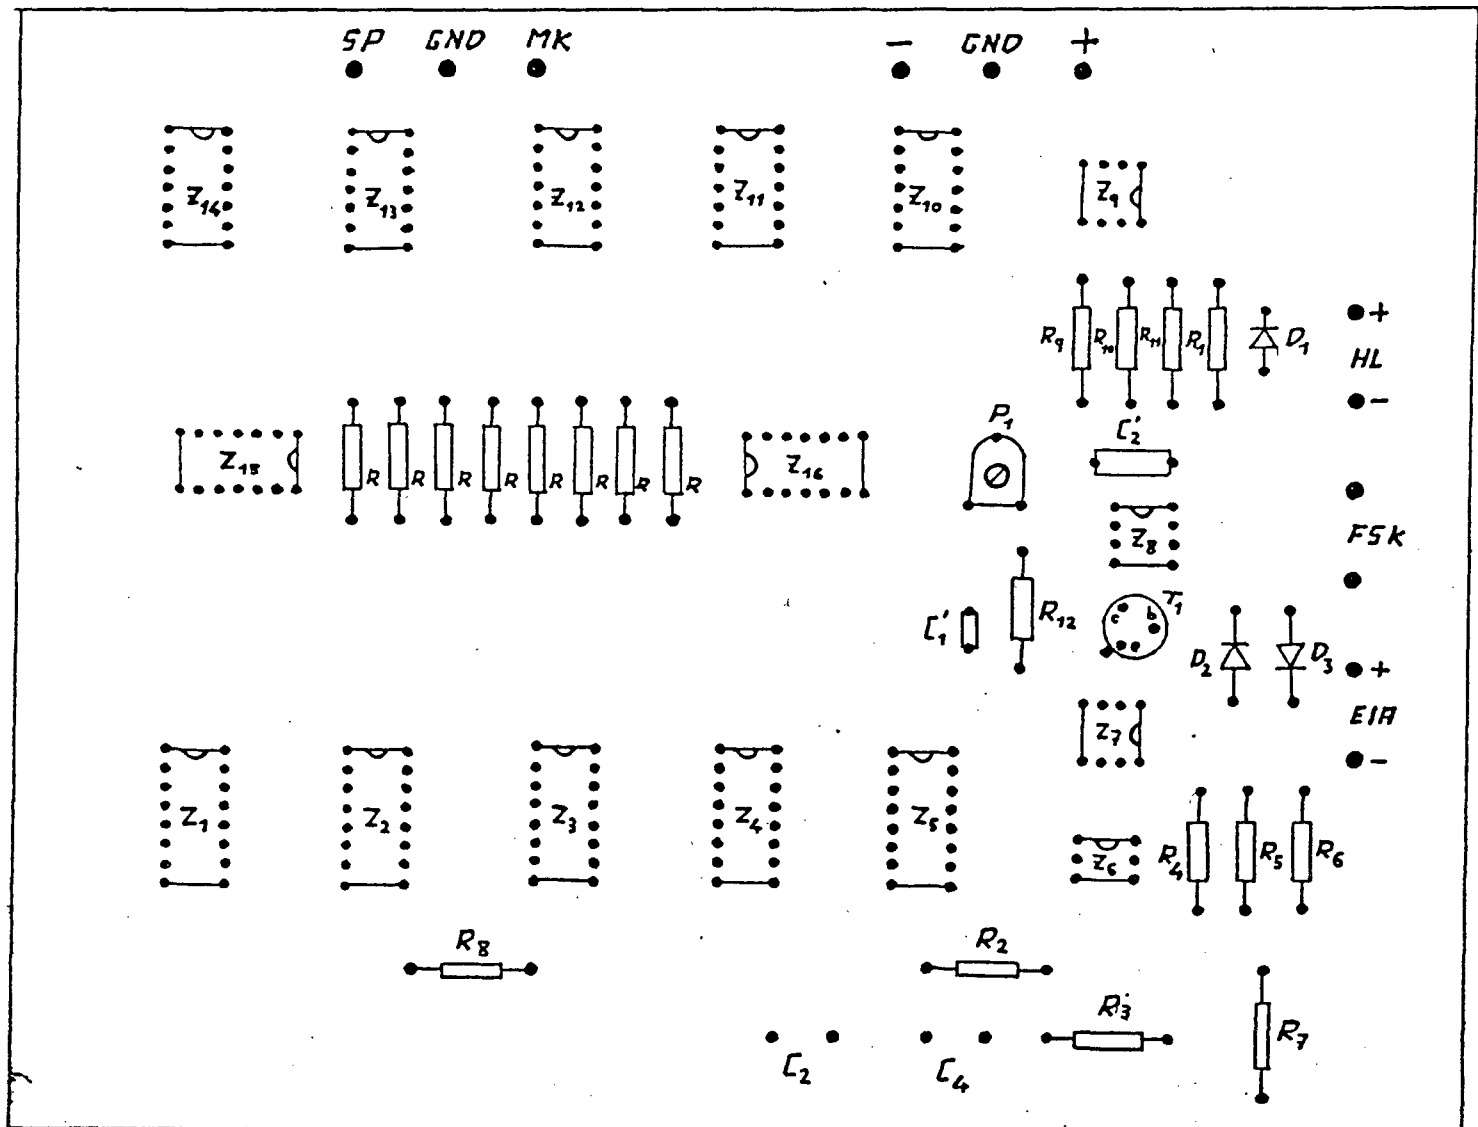 SP GND MK - GND +
Z14 Z13 Z12 Z11 Z10 Z9
R9 R10 R11 R1 D1 +
HL
-
P1 C2'
Z15 R R R R R R R R Z16
Z8 FSK
C1' R12 c b T1
D2 D3 +
Z7 EIA
-
Z1 Z2 Z3 Z4 Z5
Z6 R4 R5 R6
R8 R2
R3 R7
C2 C4